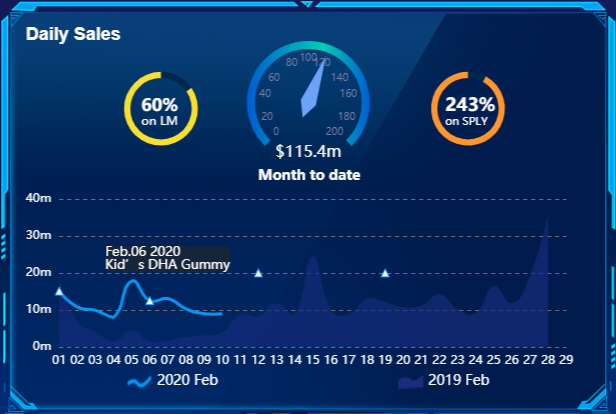 Daily Sales
60%
on LM
0
20
40
60
80
100
120
140
160
180
200
$115.4m
Month to date
243%
on SPLY
40m
30m
20m
10m
0m
Feb.06 2020
Kid’s DHA Gummy
01 02 03 04 05 06 07 08 09 10 11 12 13 14 15 16 17 18 19 20 21 22 23 24 25 26 27 28 29
2020 Feb
2019 Feb